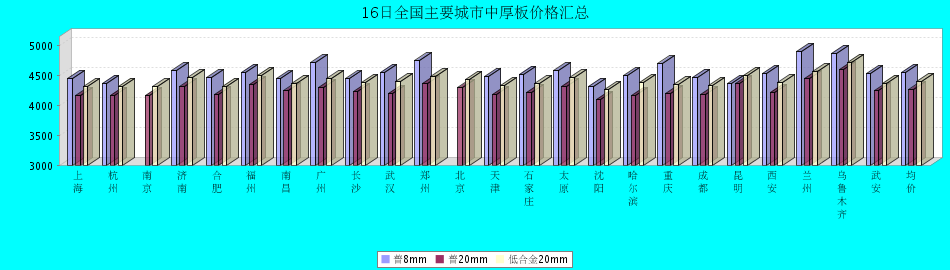 16日全国主要城市中厚板价格汇总
5000
4500
4000
3500
3000
上海 杭州 南京 济南 合肥 福州 南昌 广州 长沙 武汉 郑州 北京 天津 石家庄 太原 沈阳 哈尔滨 重庆 成都 昆明 西安 兰州 乌鲁木齐 武安 均价
普8mm 普20mm 低合金20mm